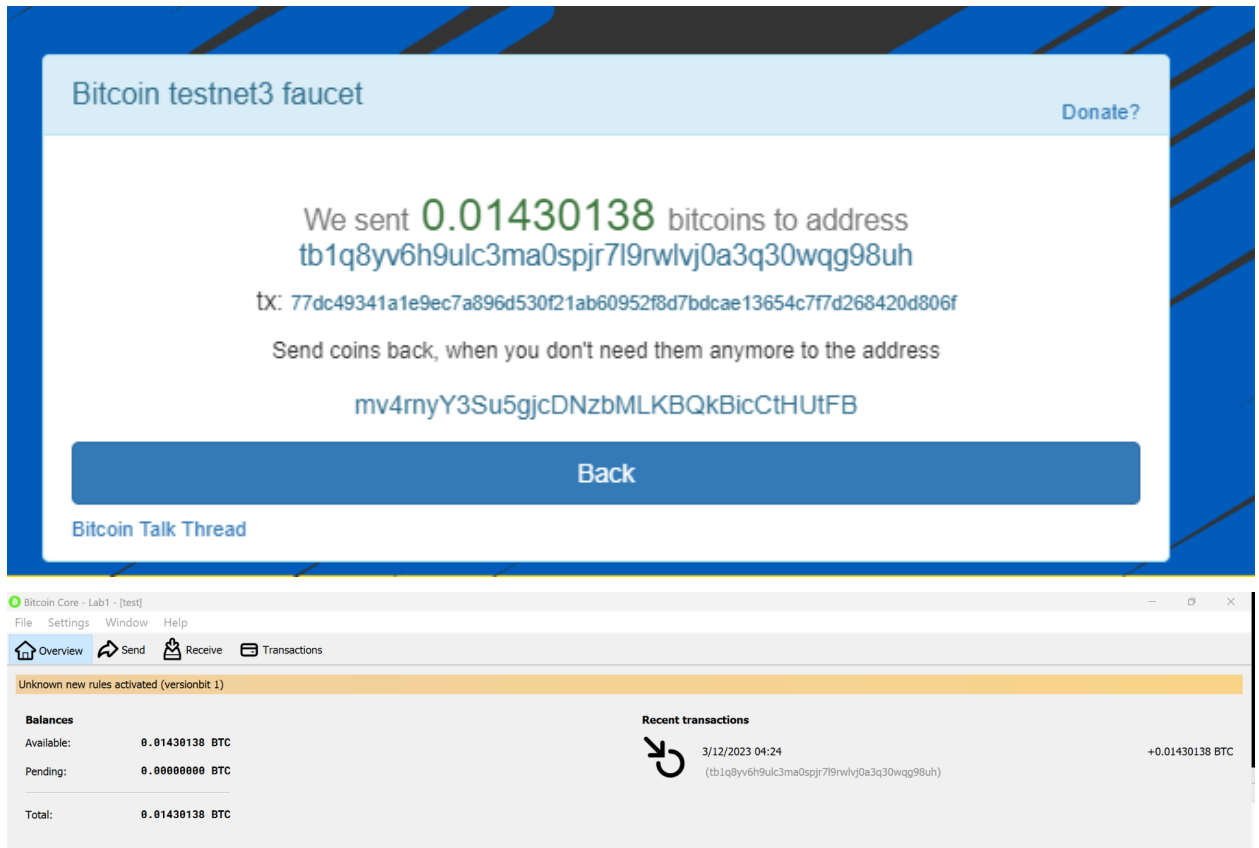 Bitcoin testnet3 faucet
Donate?
We sent 0.01430138 bitcoins to address
tb1q8yv6h9ulc3ma0spjr7l9rwlvj0a3q30wqg98uh
tx: 77dc49341a1e9ec7a896d530f21ab60952f8d7bdcae13654c7f7d268420d806f
Send coins back, when you don't need them anymore to the address
mv4rnyY3Su5gjcDNzbMLKBQkBicCtHUtFB
Back
Bitcoin Talk Thread
Bitcoin Core - Lab1 - [test]
File Settings Window Help
Overview Send Receive Transactions
Unknown new rules activated (versionbit 1)
Balances
Available: 0.01430138 BTC
Pending: 0.00000000 BTC
Total: 0.01430138 BTC
Recent transactions
3/12/2023 04:24 +0.01430138 BTC
(tb1q8yv6h9ulc3ma0spjr7l9rwlvj0a3q30wqg98uh)